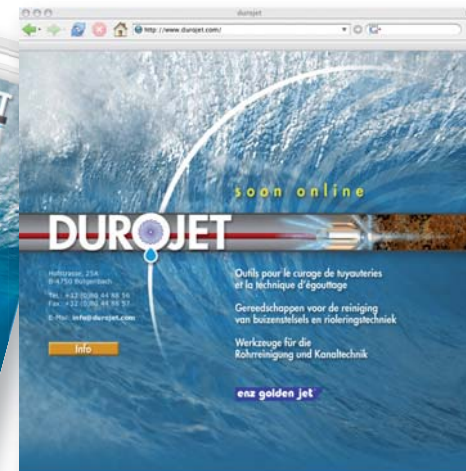 durojet
http://www.durojet.com/
soon online
DUROJET
B-4750 Bütgenbach
E-Mail: info@durojet.com
Info
Outils pour le curage de tuyauteries
et la technique d'égouttage
Gereedschappen voor de reiniging
van buizenstelsels en rioleringstechniek
Werkzeuge für die
Rohrreinigung und Kanaltechnik
enz golden jet